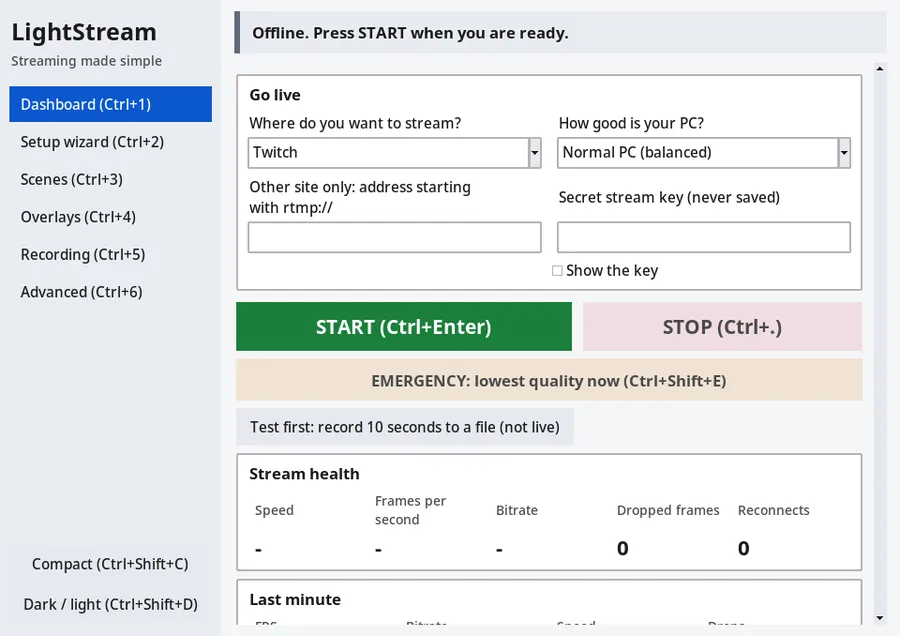 LightStream
Streaming made simple
Dashboard (Ctrl+1)
Setup wizard (Ctrl+2)
Scenes (Ctrl+3)
Overlays (Ctrl+4)
Recording (Ctrl+5)
Advanced (Ctrl+6)
Compact (Ctrl+Shift+C)
Dark / light (Ctrl+Shift+D)
Offline. Press START when you are ready.
Go live
Where do you want to stream?
How good is your PC?
Twitch
Normal PC (balanced)
Other site only: address starting
with rtmp://
Secret stream key (never saved)
Show the key
START (Ctrl+Enter)
STOP (Ctrl+.)
EMERGENCY: lowest quality now (Ctrl+Shift+E)
Test first: record 10 seconds to a file (not live)
Stream health
Speed
Frames per
second
Bitrate
Dropped frames
Reconnects
-
-
-
0
0
Last minute
FPS
Bitrate
Speed
Drops